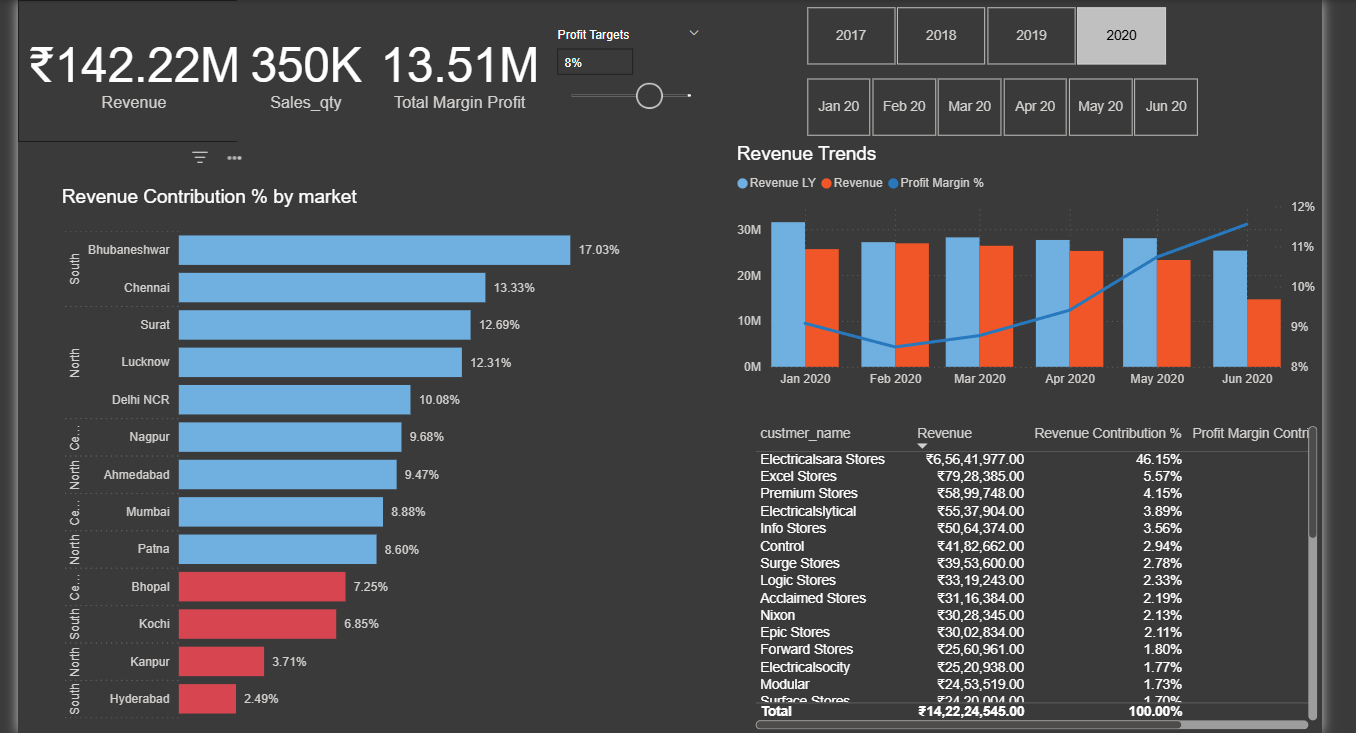 ₹142.22M
Revenue
350K
Sales_qty
13.51M
Total Margin Profit
Profit Targets
8%
2017
2018
2019
2020
Jan 20
Feb 20
Mar 20
Apr 20
May 20
Jun 20
Revenue Contribution % by market
South
Bhubaneshwar 17.03%
Chennai 13.33%
North
Surat 12.69%
Lucknow 12.31%
Delhi NCR 10.08%
Ce...
Nagpur 9.68%
North
Ahmedabad 9.47%
Ce...
Mumbai 8.88%
North
Patna 8.60%
Ce...
Bhopal 7.25%
South
Kochi 6.85%
North
Kanpur 3.71%
South
Hyderabad 2.49%
Revenue Trends
Revenue LY Revenue Profit Margin %
30M
20M
10M
0M
12%
11%
10%
9%
8%
Jan 2020 Feb 2020 Mar 2020 Apr 2020 May 2020 Jun 2020
custmer_name Revenue Revenue Contribution % Profit Margin Contri
Electricalsara Stores ₹6,56,41,977.00 46.15%
Excel Stores ₹79,28,385.00 5.57%
Premium Stores ₹58,99,748.00 4.15%
Electricalslytical ₹55,37,904.00 3.89%
Info Stores ₹50,64,374.00 3.56%
Control ₹41,82,662.00 2.94%
Surge Stores ₹39,53,600.00 2.78%
Logic Stores ₹33,19,243.00 2.33%
Acclaimed Stores ₹31,16,384.00 2.19%
Nixon ₹30,28,345.00 2.13%
Epic Stores ₹30,02,834.00 2.11%
Forward Stores ₹25,60,961.00 1.80%
Electricalsocity ₹25,20,938.00 1.77%
Modular ₹24,53,519.00 1.73%
Surface Stores ₹24,20,004.00 1.70%
Total ₹14,22,24,545.00 100.00%